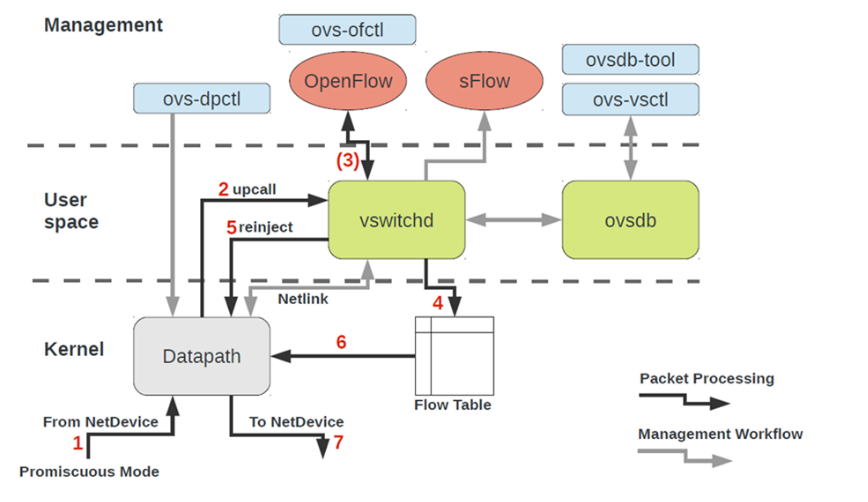 Management
ovs-ofctl
OpenFlow
sFlow
ovsdb-tool
ovs-vsctl
ovs-dpctl
(3)
User
space
2 upcall
5 reinject
vswitchd
ovsdb
Netlink
4
Kernel
Datapath
6
Flow Table
From NetDevice
1
Promiscuous Mode
To NetDevice
7
Packet Processing
Management Workflow